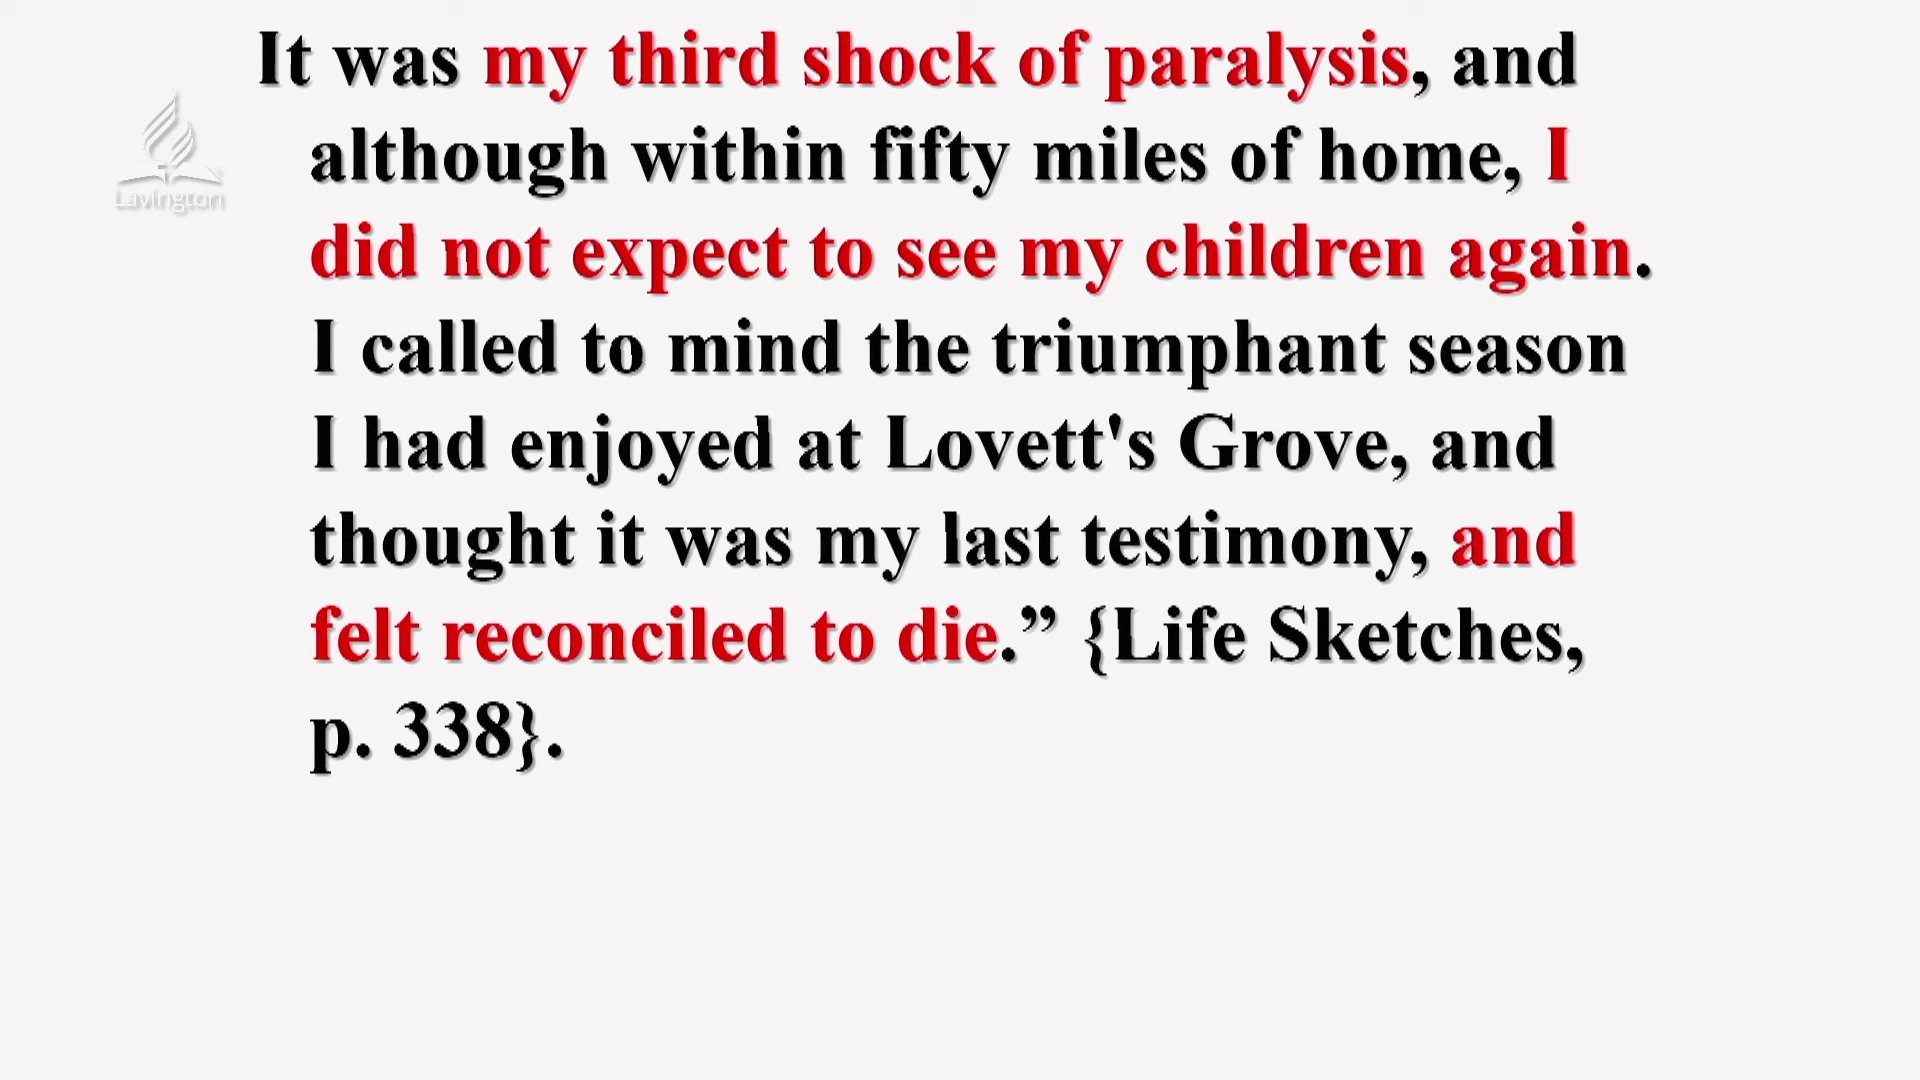 It was my third shock of paralysis, and
although within fifty miles of home, I
did not expect to see my children again.
I called to mind the triumphant season
I had enjoyed at Lovett's Grove, and
thought it was my last testimony, and
felt reconciled to die.” {Life Sketches,
p. 338}.
Lavington